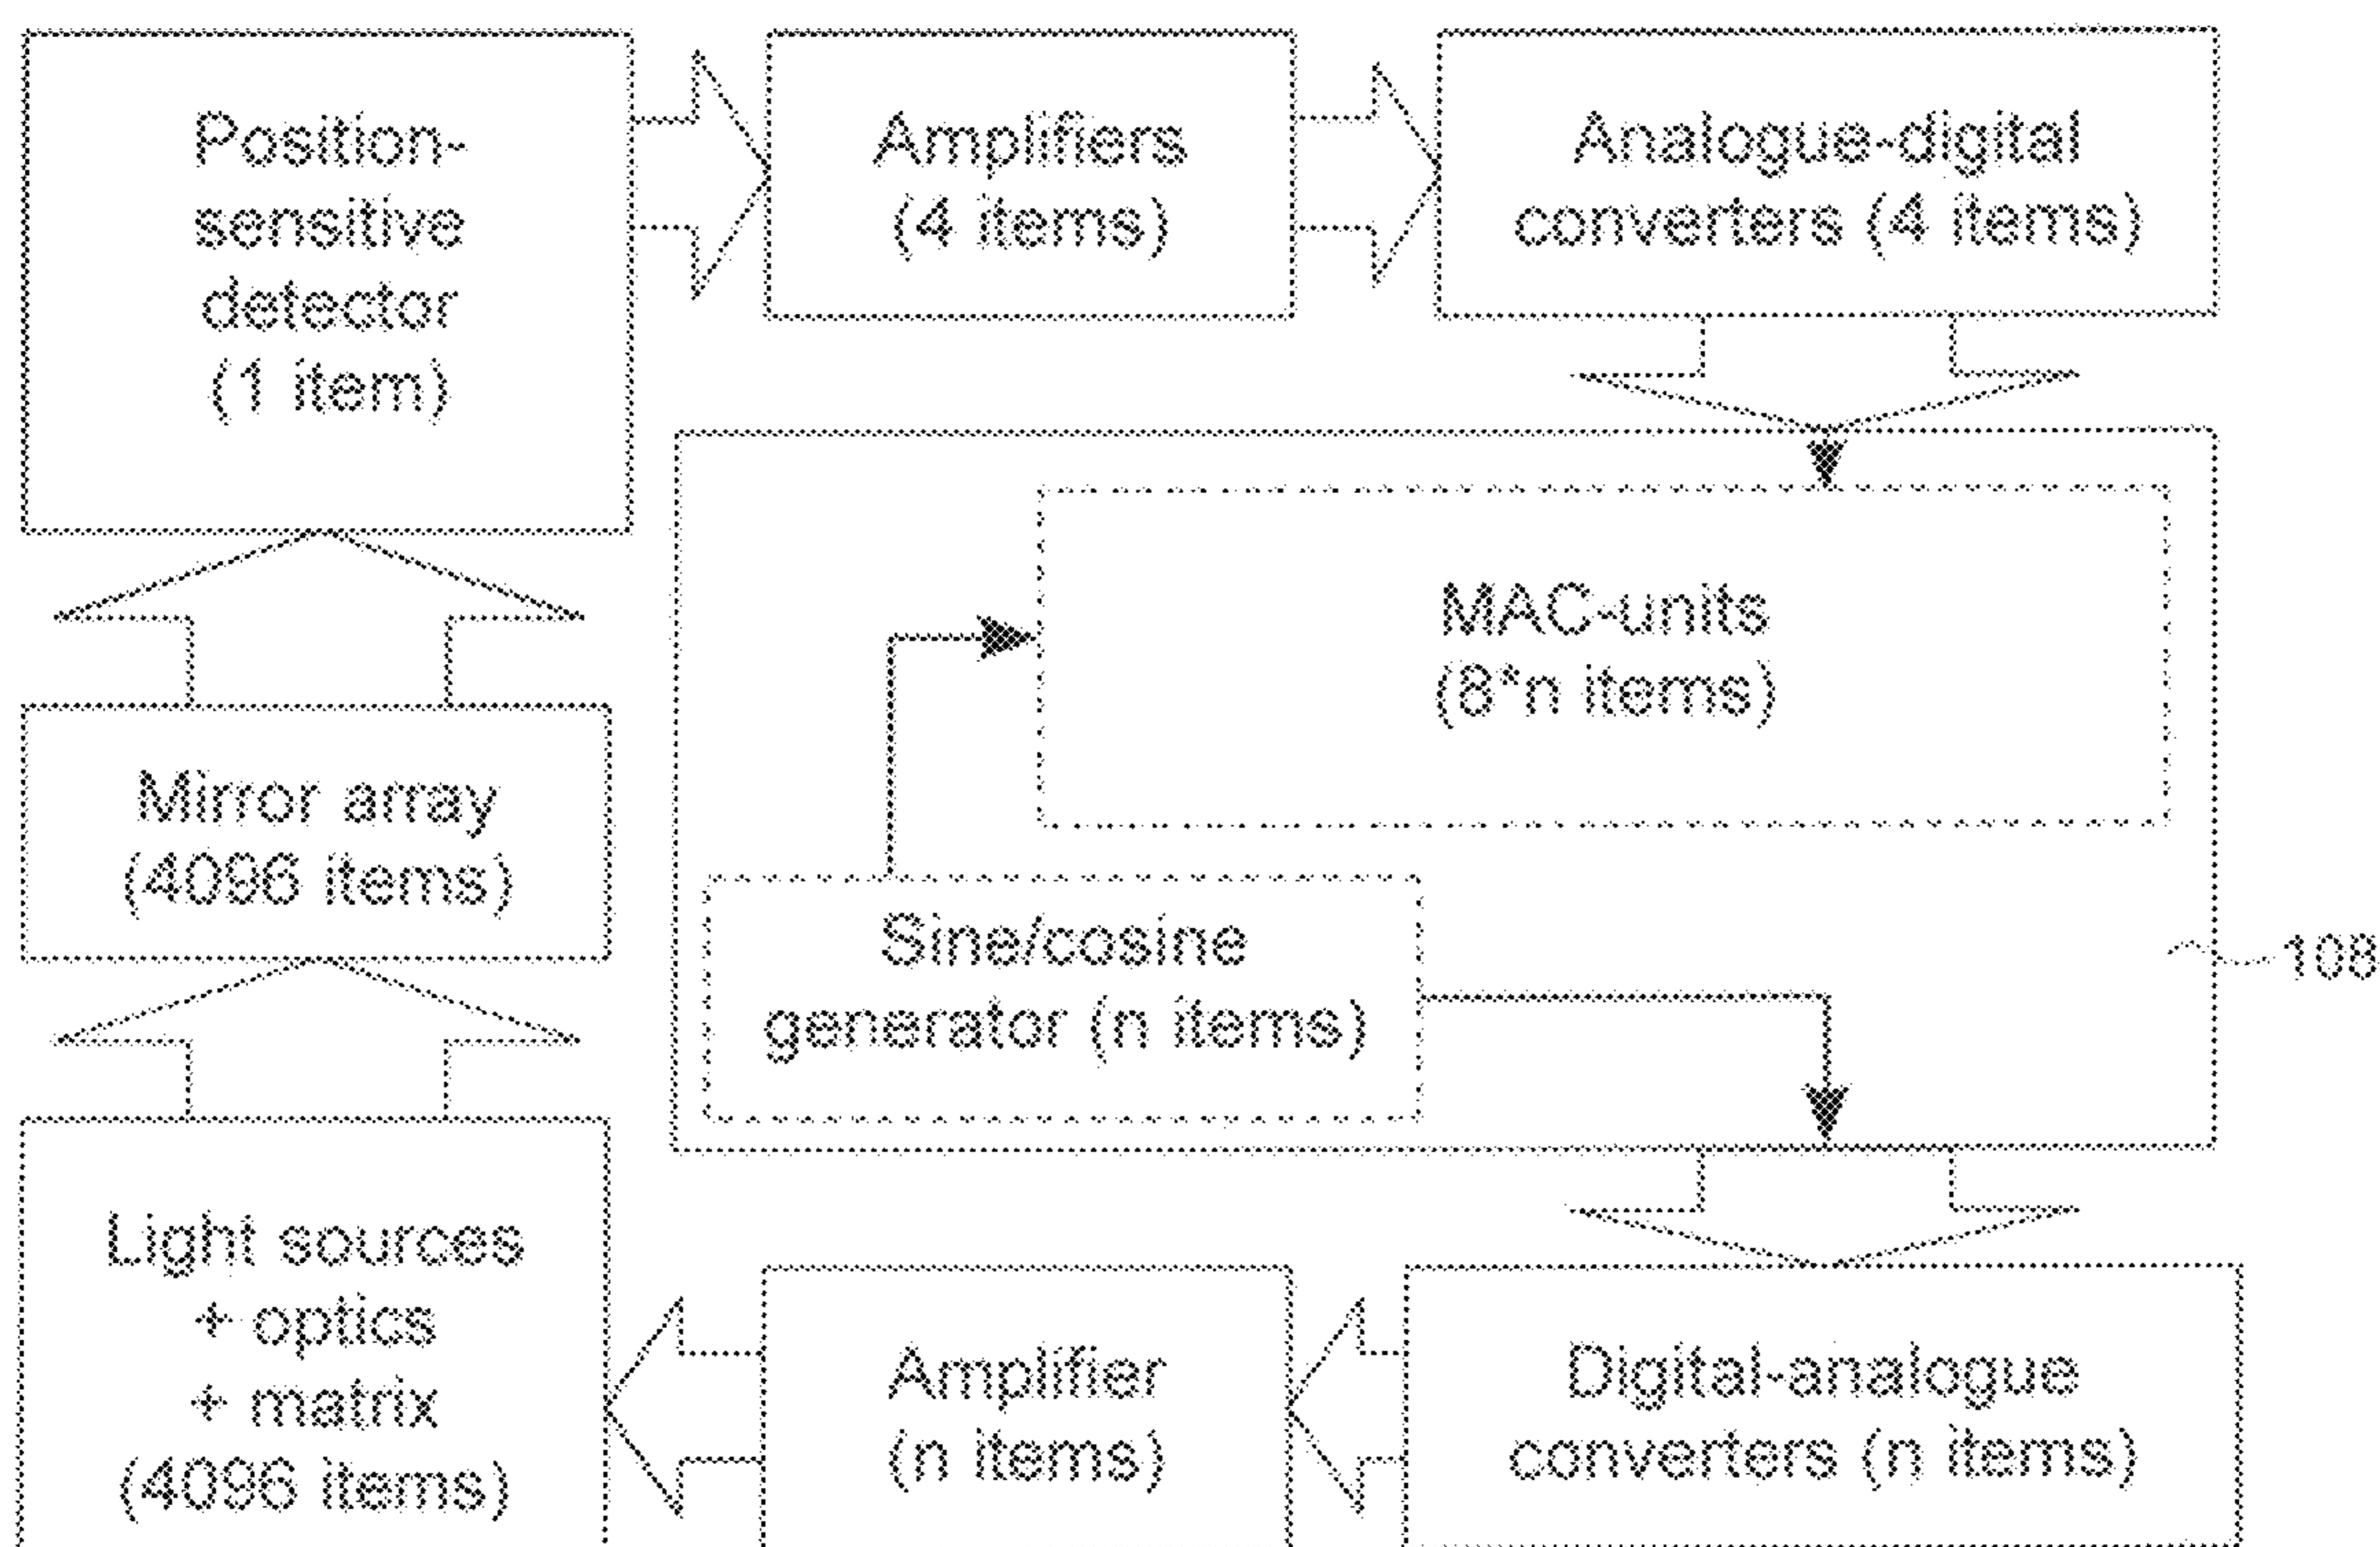 Position-
sensitive
detector
(1 item)
Amplifiers
(4 items)
Analogue-digital
converters (4 items)
MAC-units
(8*n items)
Mirror array
(4096 items)
Sine/cosine
generator (n items)
108
Light sources
+ optics
+ matrix
(4096 items)
Amplifier
(n items)
Digital-analogue
converters (n items)